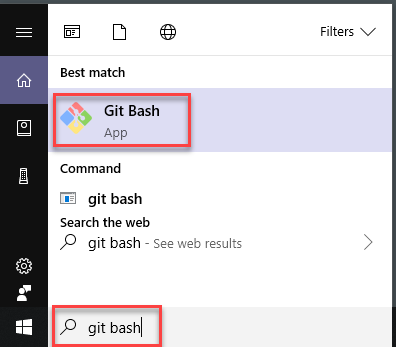 Filters
Best match
Git Bash
App
Command
git bash
Search the web
git bash - See web results
git bash